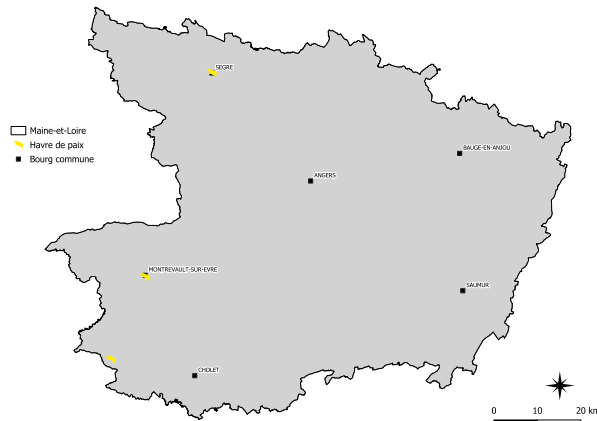 SEGRE
Maine-et-Loire
Havre de paix
Bourg commune
BAUGE-EN-ANJOU
ANGERS
MONTREVAULT-SUR-EVRE
SAUMUR
CHOLET
0 10 20 km